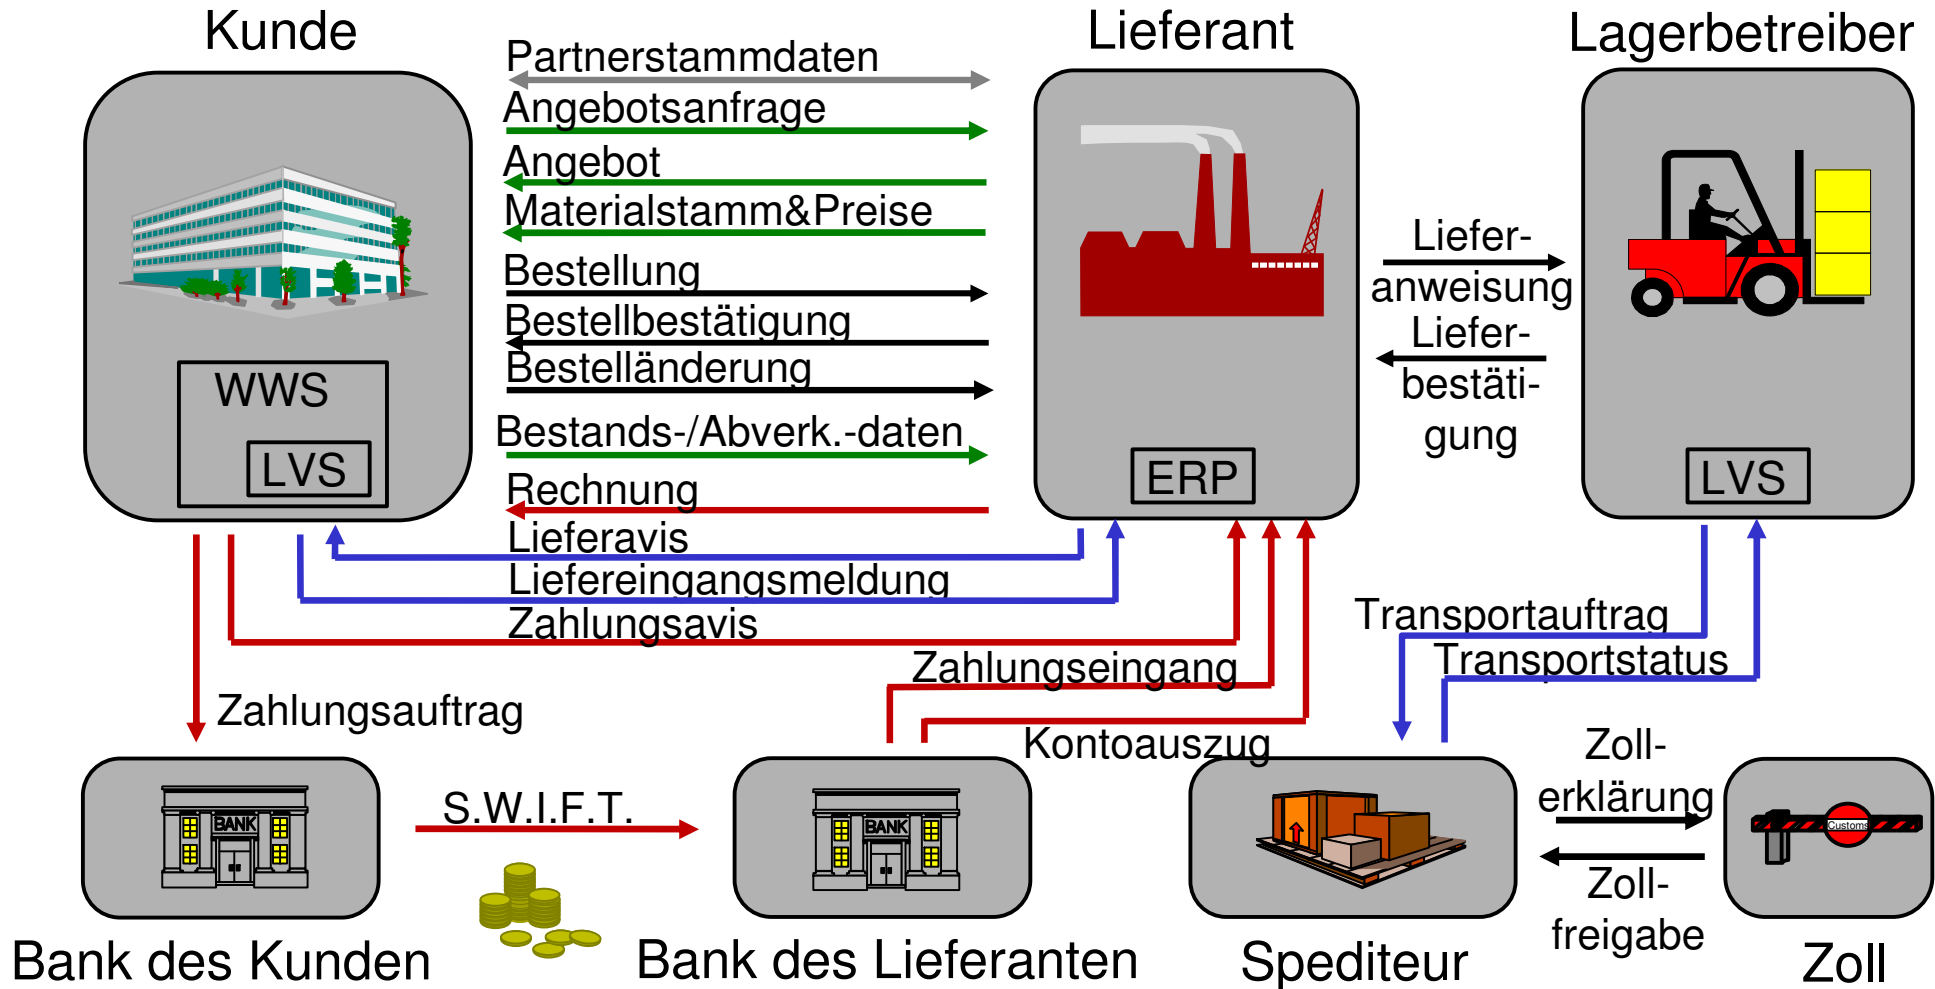 Kunde
Lieferant
Lagerbetreiber
Partnerstammdaten
Angebotsanfrage
Angebot
Materialstamm&Preise
Bestellung
Bestellbestätigung
Bestelländerung
Bestands-/Abverk.-daten
Rechnung
Lieferavis
Liefereingangsmeldung
Zahlungsavis
WWS
LVS
ERP
Liefer-
anweisung
Liefer-
bestäti-
gung
LVS
Transportauftrag
Transportstatus
Zahlungseingang
Kontoauszug
Zahlungsauftrag
BANK
S.W.I.F.T.
BANK
Zoll-
erklärung
Zoll-
freigabe
Customs
Bank des Kunden
Bank des Lieferanten
Spediteur
Zoll